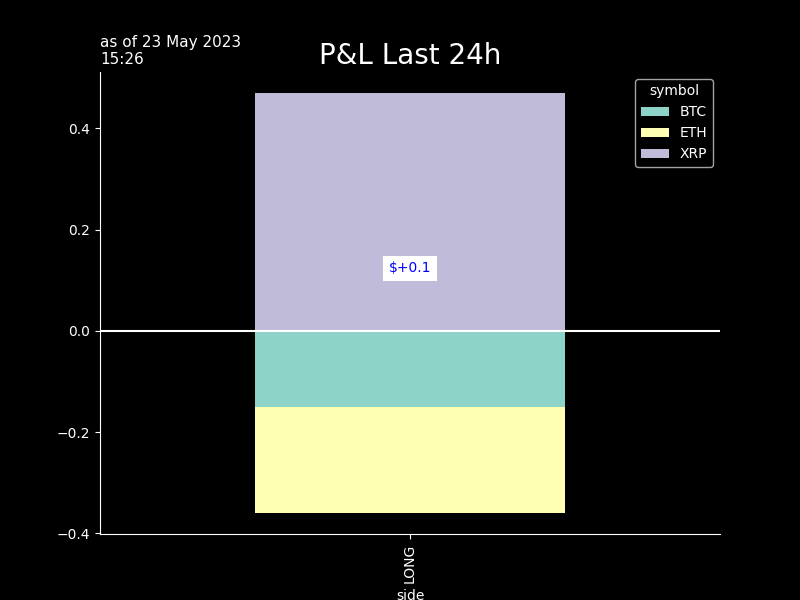 as of 23 May 2023
15:26
P&L Last 24h
symbol
BTC
ETH
XRP
0.4
0.2
$+0.1
0.0
−0.2
−0.4
LONG
side